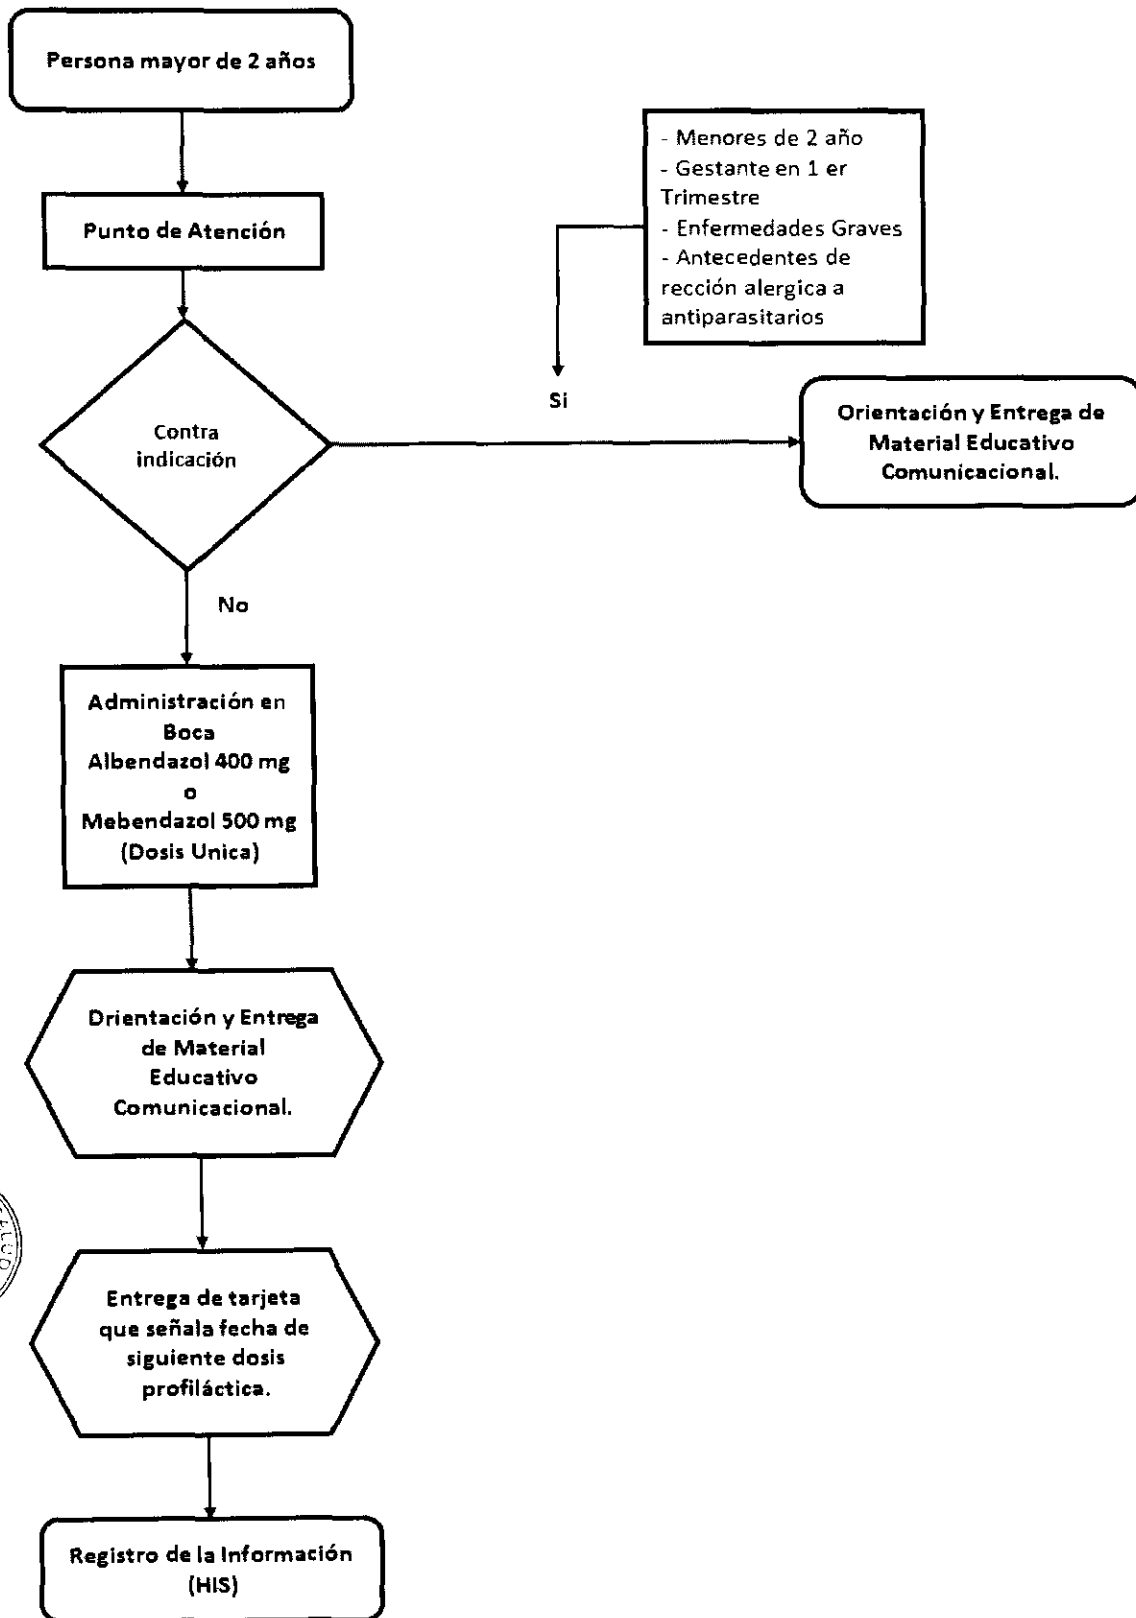 Persona mayor de 2 años
Punto de Atención
- Menores de 2 año
- Gestante en 1 er
Trimestre
- Enfermedades Graves
- Antecedentes de
rección alergica a
antiparasitarios
Contra
indicación
Si
Orientación y Entrega de
Material Educativo
Comunicacional.
No
Administración en
Boca
Albendazol 400 mg
o
Mebendazol 500 mg
(Dosis Unica)
Orientación y Entrega
de Material
Educativo
Comunicacional.
Entrega de tarjeta
que señala fecha de
siguiente dosis
profiláctica.
Registro de la Información
(HIS)